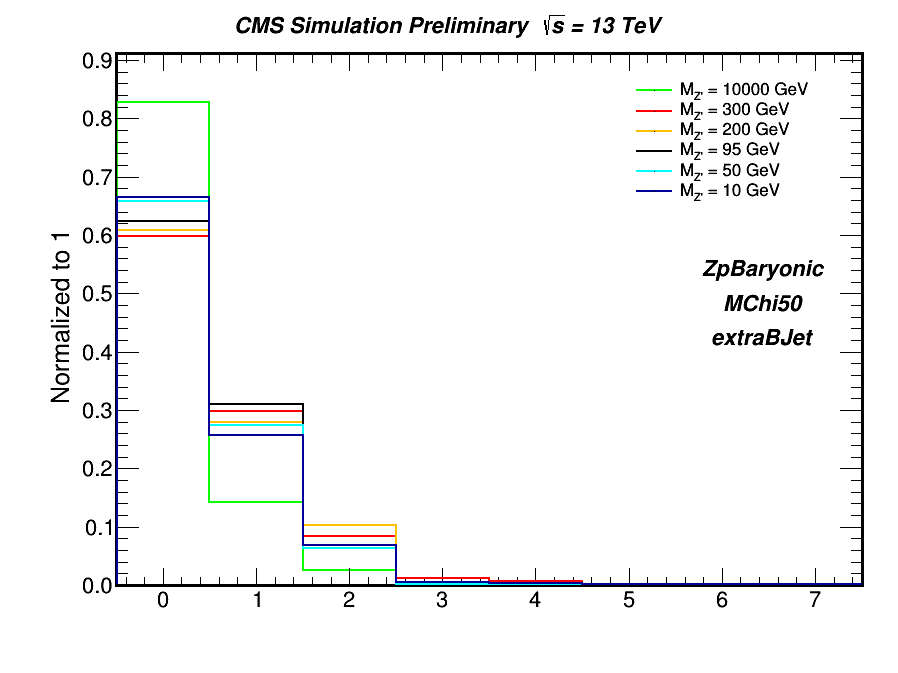 CMS Simulation Preliminary √s = 13 TeV
Normalized to 1
0.9
0.8
0.7
0.6
0.5
0.4
0.3
0.2
0.1
0.0
0 1 2 3 4 5 6 7
M_Z' = 10000 GeV
M_Z' = 300 GeV
M_Z' = 200 GeV
M_Z' = 95 GeV
M_Z' = 50 GeV
M_Z' = 10 GeV
ZpBaryonic
MChi50
extraBJet